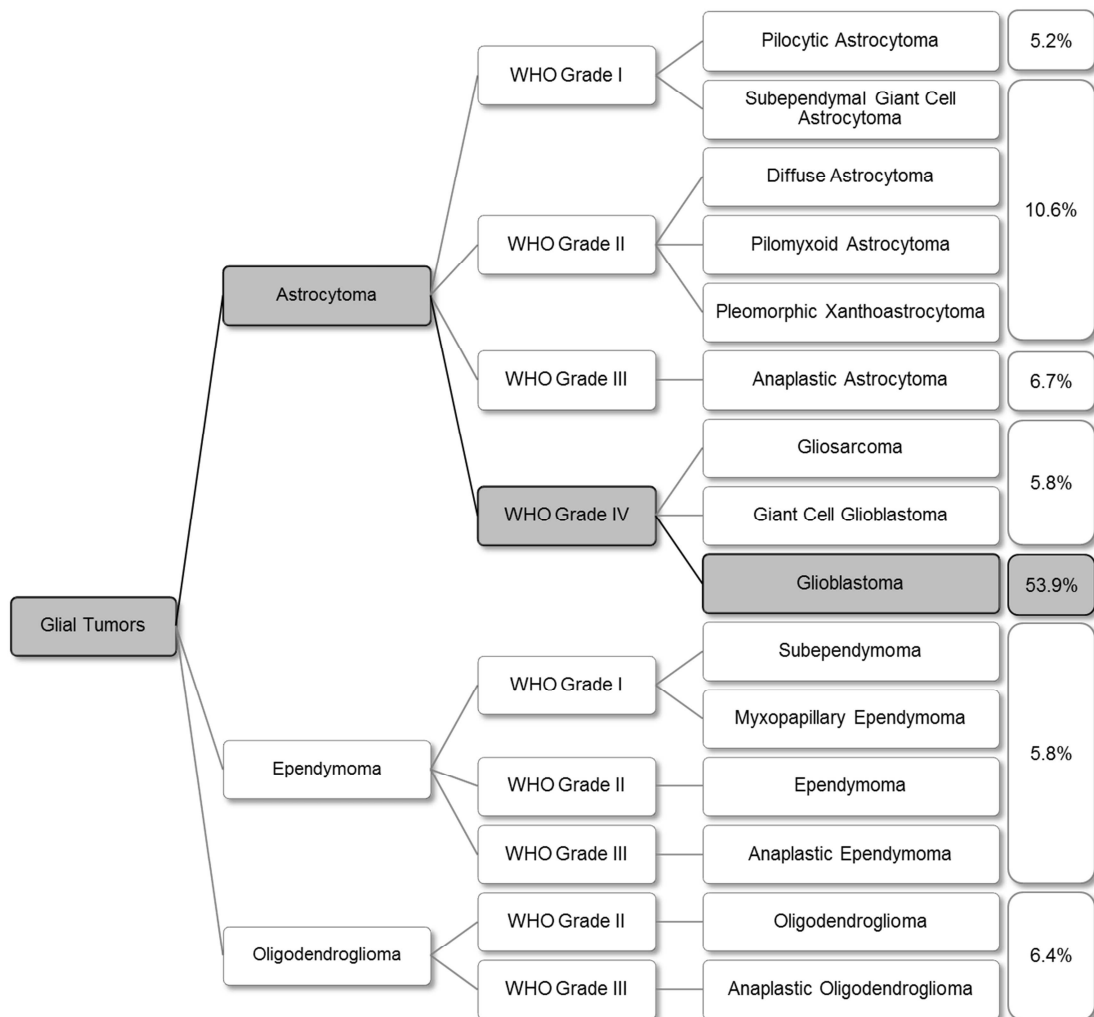 Glial Tumors
Astrocytoma
WHO Grade I
Pilocytic Astrocytoma
5.2%
Subependymal Giant Cell
Astrocytoma
10.6%
WHO Grade II
Diffuse Astrocytoma
Pilomyxoid Astrocytoma
Pleomorphic Xanthoastrocytoma
WHO Grade III
Anaplastic Astrocytoma
6.7%
WHO Grade IV
Gliosarcoma
5.8%
Giant Cell Glioblastoma
Glioblastoma
53.9%
Ependymoma
WHO Grade I
Subependymoma
Myxopapillary Ependymoma
5.8%
WHO Grade II
Ependymoma
WHO Grade III
Anaplastic Ependymoma
Oligodendroglioma
WHO Grade II
Oligodendroglioma
6.4%
WHO Grade III
Anaplastic Oligodendroglioma